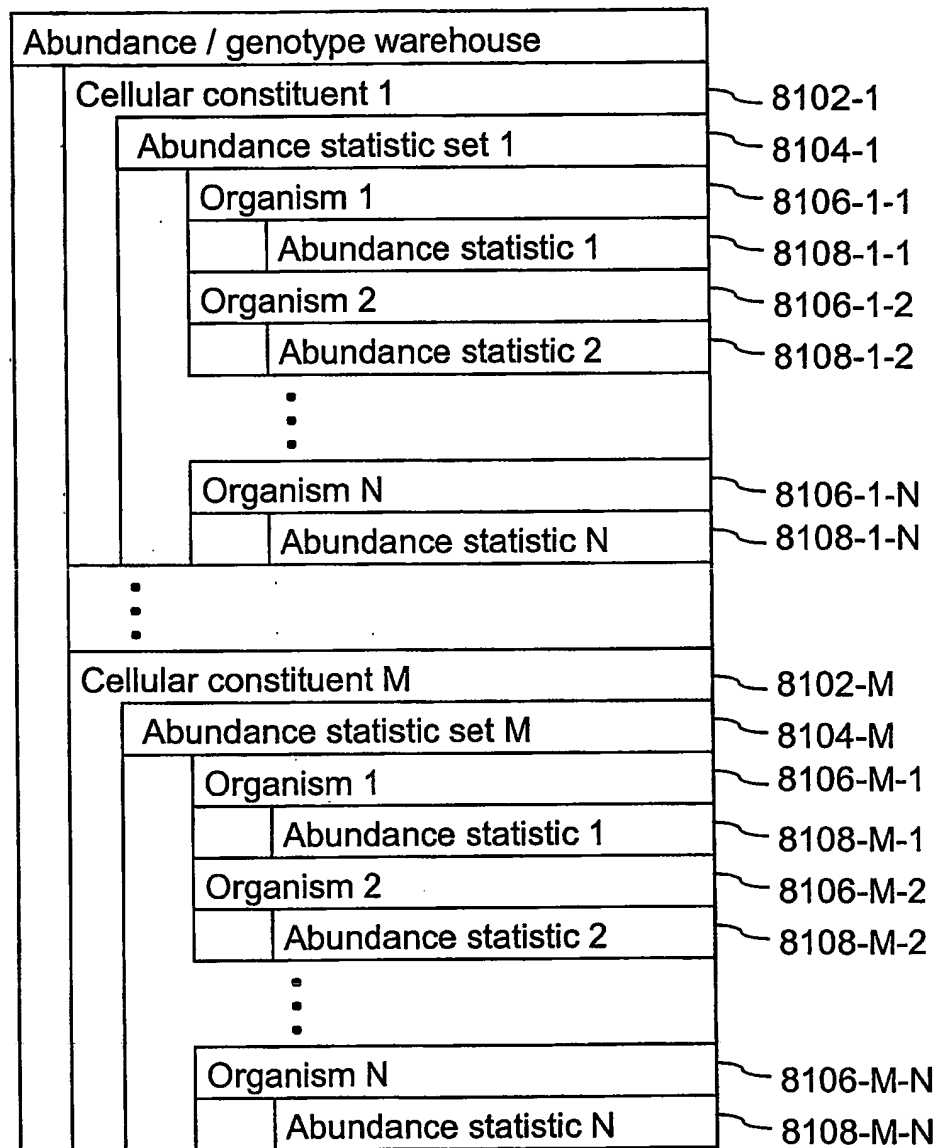 Abundance / genotype warehouse
Cellular constituent 1 8102-1
Abundance statistic set 1 8104-1
Organism 1 8106-1-1
Abundance statistic 1 8108-1-1
Organism 2 8106-1-2
Abundance statistic 2 8108-1-2
Organism N 8106-1-N
Abundance statistic N 8108-1-N
Cellular constituent M 8102-M
Abundance statistic set M 8104-M
Organism 1 8106-M-1
Abundance statistic 1 8108-M-1
Organism 2 8106-M-2
Abundance statistic 2 8108-M-2
Organism N 8106-M-N
Abundance statistic N 8108-M-N